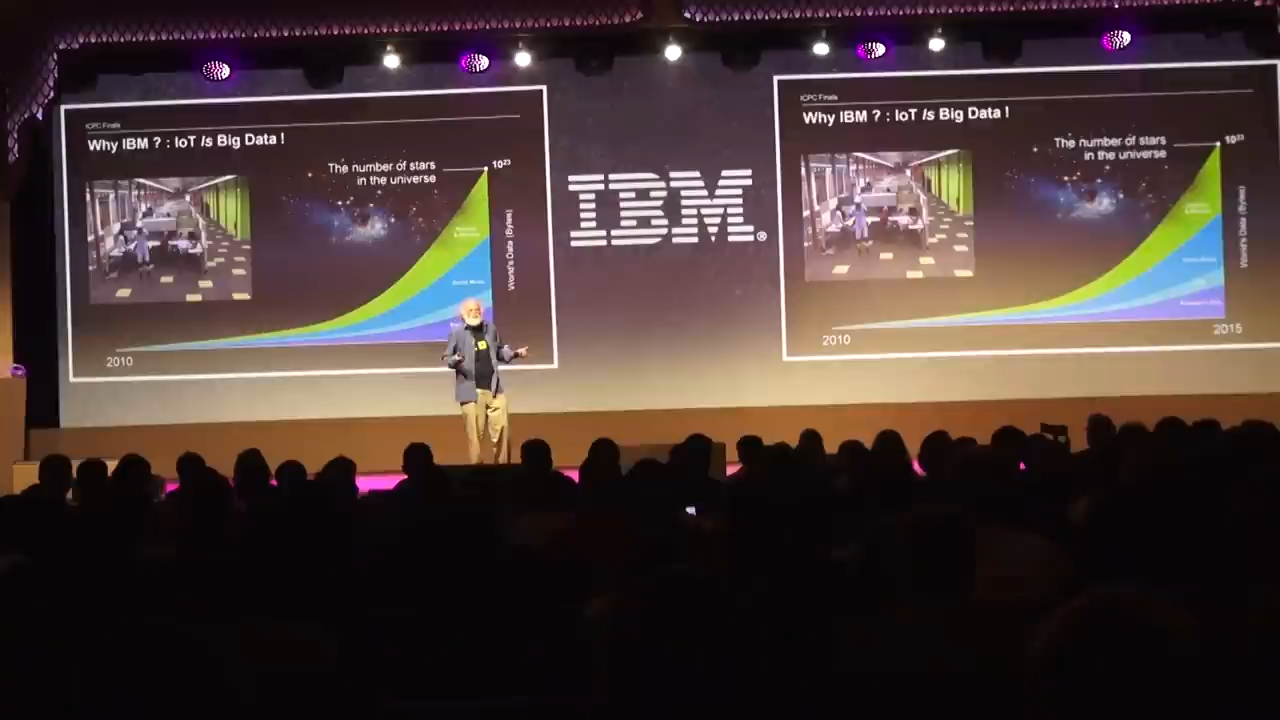 ICPC Finals
Why IBM ? : IoT Is Big Data !
The number of stars
in the universe
10²³
World's Data (Bytes)
Social Media
2010
IBM®
ICPC Finals
Why IBM ? : IoT Is Big Data !
The number of stars
in the universe
10²³
World's Data (Bytes)
2010
2015